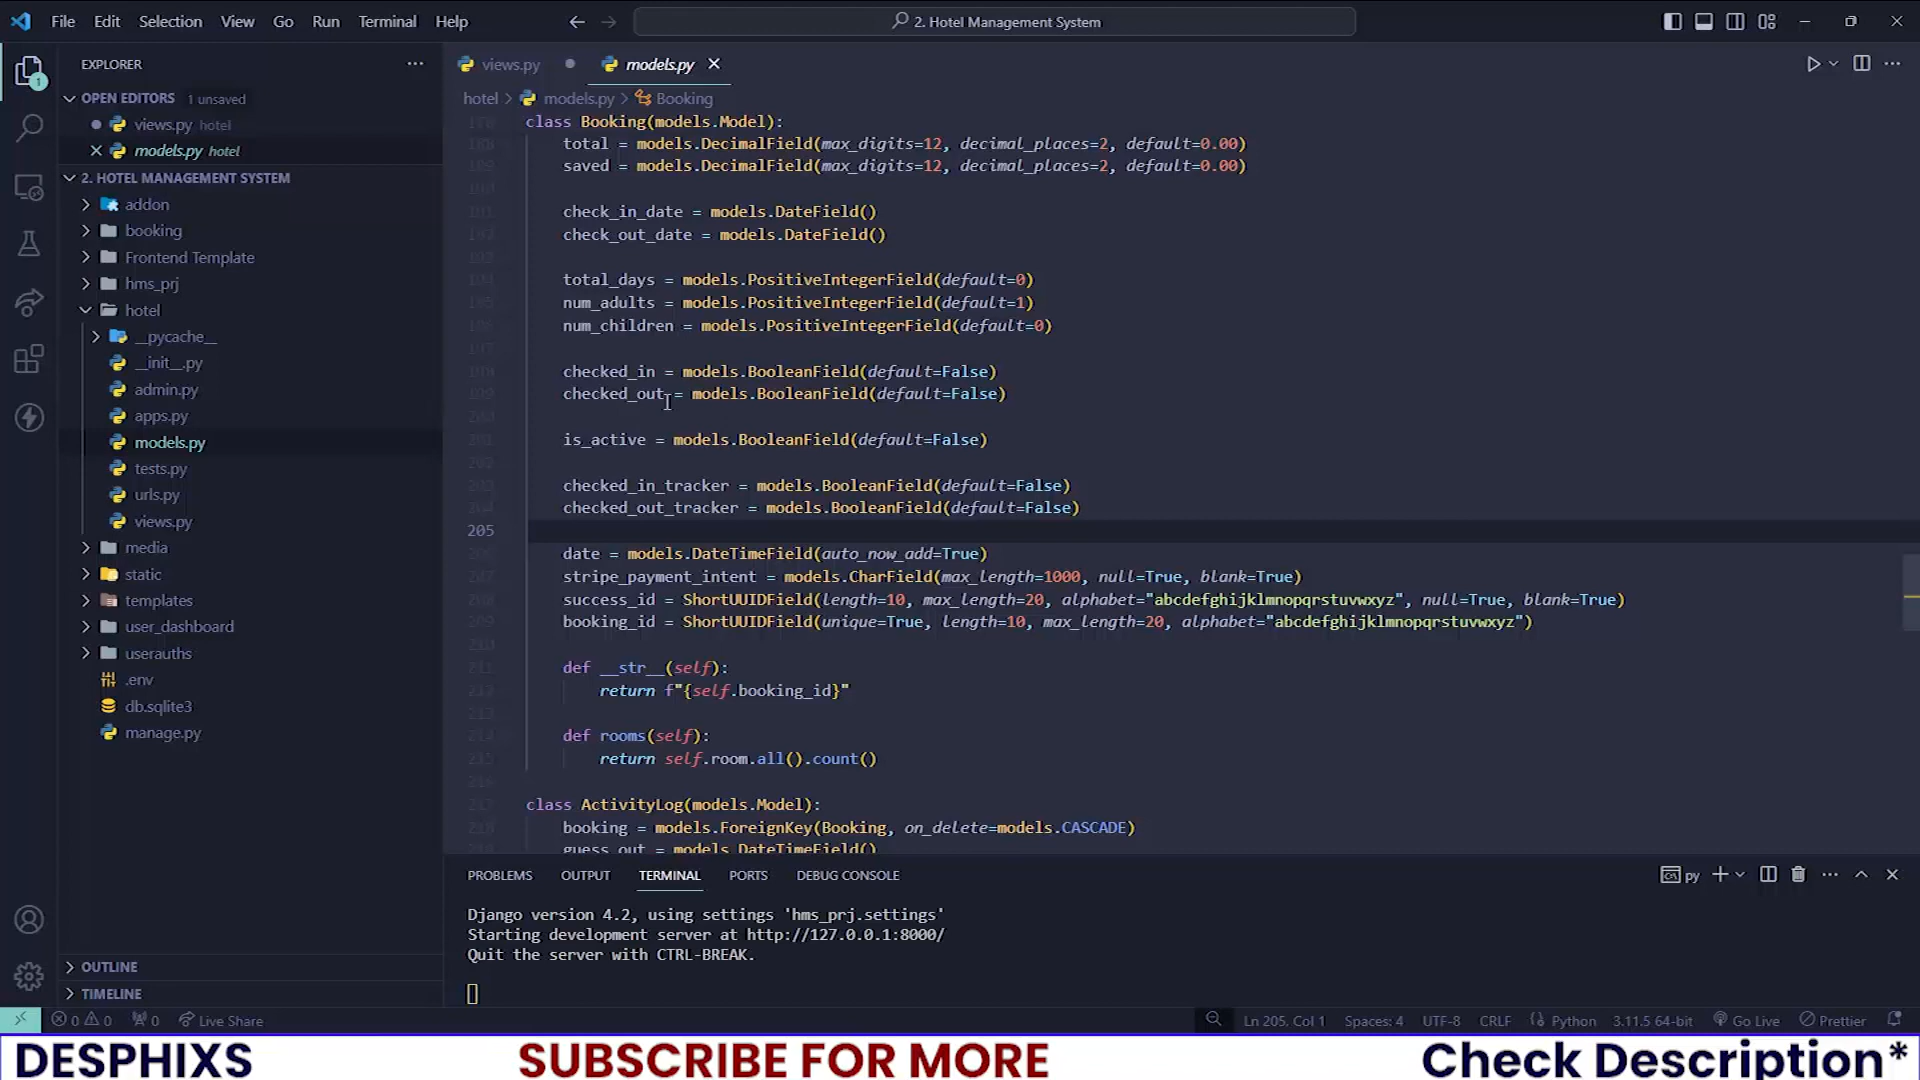 File Edit Selection View Go Run Terminal Help
2. Hotel Management System
EXPLORER
OPEN EDITORS 1 unsaved
views.py hotel
models.py hotel
2. HOTEL MANAGEMENT SYSTEM
addon
booking
Frontend Template
hms_prj
hotel
__pycache__
__init__.py
admin.py
apps.py
models.py
tests.py
urls.py
views.py
media
static
templates
user_dashboard
userauths
.env
db.sqlite3
manage.py
OUTLINE
TIMELINE
views.py
models.py
hotel > models.py > Booking
class Booking(models.Model):
total = models.DecimalField(max_digits=12, decimal_places=2, default=0.00)
saved = models.DecimalField(max_digits=12, decimal_places=2, default=0.00)
check_in_date = models.DateField()
check_out_date = models.DateField()
total_days = models.PositiveIntegerField(default=0)
num_adults = models.PositiveIntegerField(default=1)
num_children = models.PositiveIntegerField(default=0)
checked_in = models.BooleanField(default=False)
checked_out = models.BooleanField(default=False)
is_active = models.BooleanField(default=False)
checked_in_tracker = models.BooleanField(default=False)
checked_out_tracker = models.BooleanField(default=False)
205
date = models.DateTimeField(auto_now_add=True)
stripe_payment_intent = models.CharField(max_length=1000, null=True, blank=True)
success_id = ShortUUIDField(length=10, max_length=20, alphabet="abcdefghijklmnopqrstuvwxyz", null=True, blank=True)
booking_id = ShortUUIDField(unique=True, length=10, max_length=20, alphabet="abcdefghijklmnopqrstuvwxyz")
def __str__(self):
return f"{self.booking_id}"
def rooms(self):
return self.room.all().count()
class ActivityLog(models.Model):
booking = models.ForeignKey(Booking, on_delete=models.CASCADE)
guess_out = models.DateTimeField()
PROBLEMS OUTPUT TERMINAL PORTS DEBUG CONSOLE
py
Django version 4.2, using settings 'hms_prj.settings'
Starting development server at http://127.0.0.1:8000/
Quit the server with CTRL-BREAK.
0 0 0 Live Share
Ln 205, Col 1 Spaces: 4 UTF-8 CRLF Python 3.11.5 64-bit Go Live Prettier
DESPHIXS SUBSCRIBE FOR MORE Check Description*